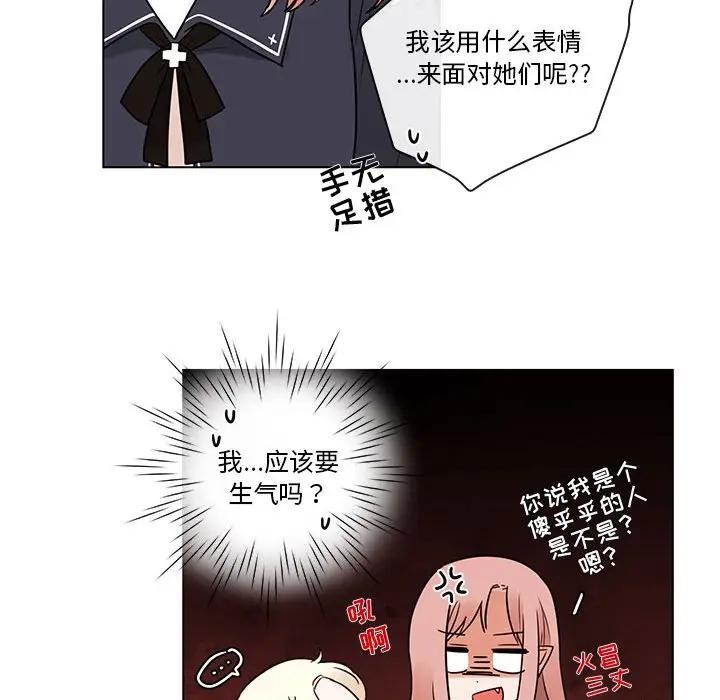 我该用什么表情
...来面对她们呢??
手无
足措
我...应该要
生气吗？
你说我是个
傻乎乎的人
是不是?
嗯?
吼
啊
火冒
三丈
...